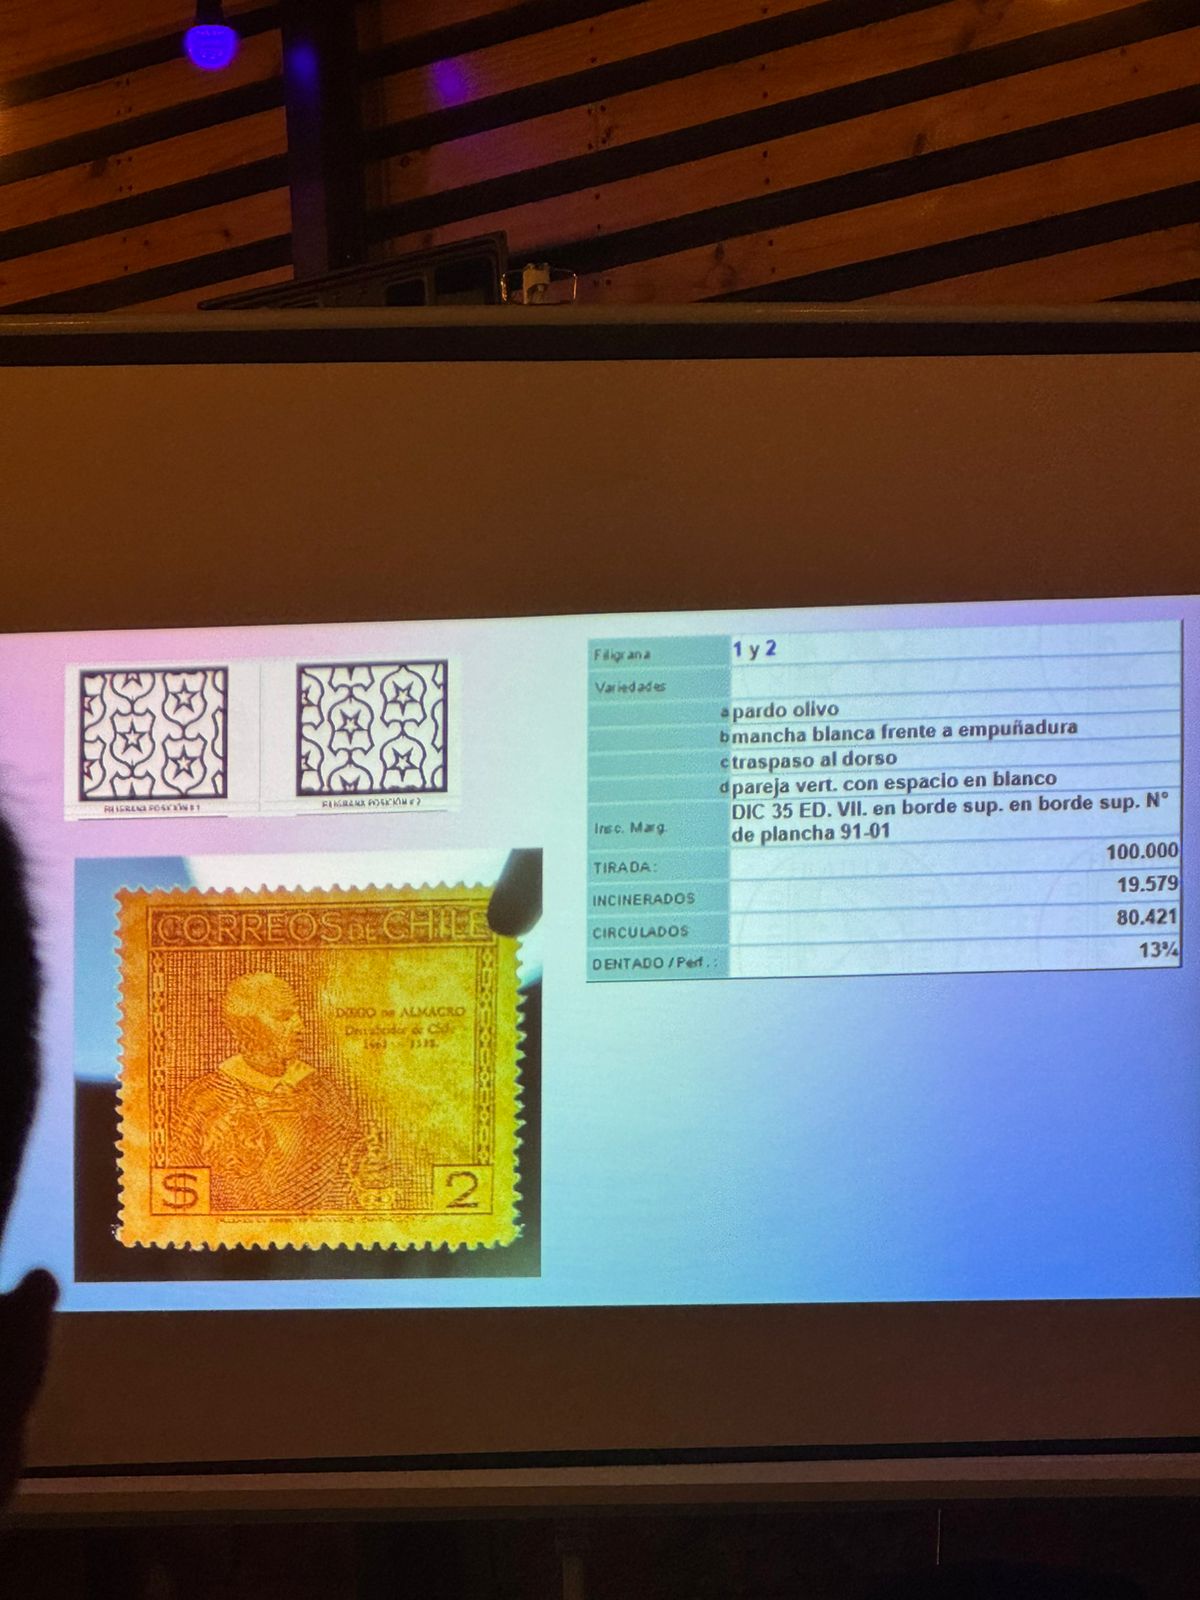 FILIGRANA POSICIÓN # 1
FILIGRANA POSICIÓN # 2
CORREOS DE CHILE
DIEGO DE ALMAGRO
Descubridor de Chile
$ 2
Filigrana 1 y 2
Variedades
a pardo olivo
b mancha blanca frente a empuñadura
c traspaso al dorso
d pareja vert. con espacio en blanco
Insc. Marg. DIC 35 ED. VII. en borde sup. en borde sup. N°
de plancha 91-01
TIRADA: 100.000
INCINERADOS 19.579
CIRCULADOS 80.421
DENTADO / Perf. : 13¾